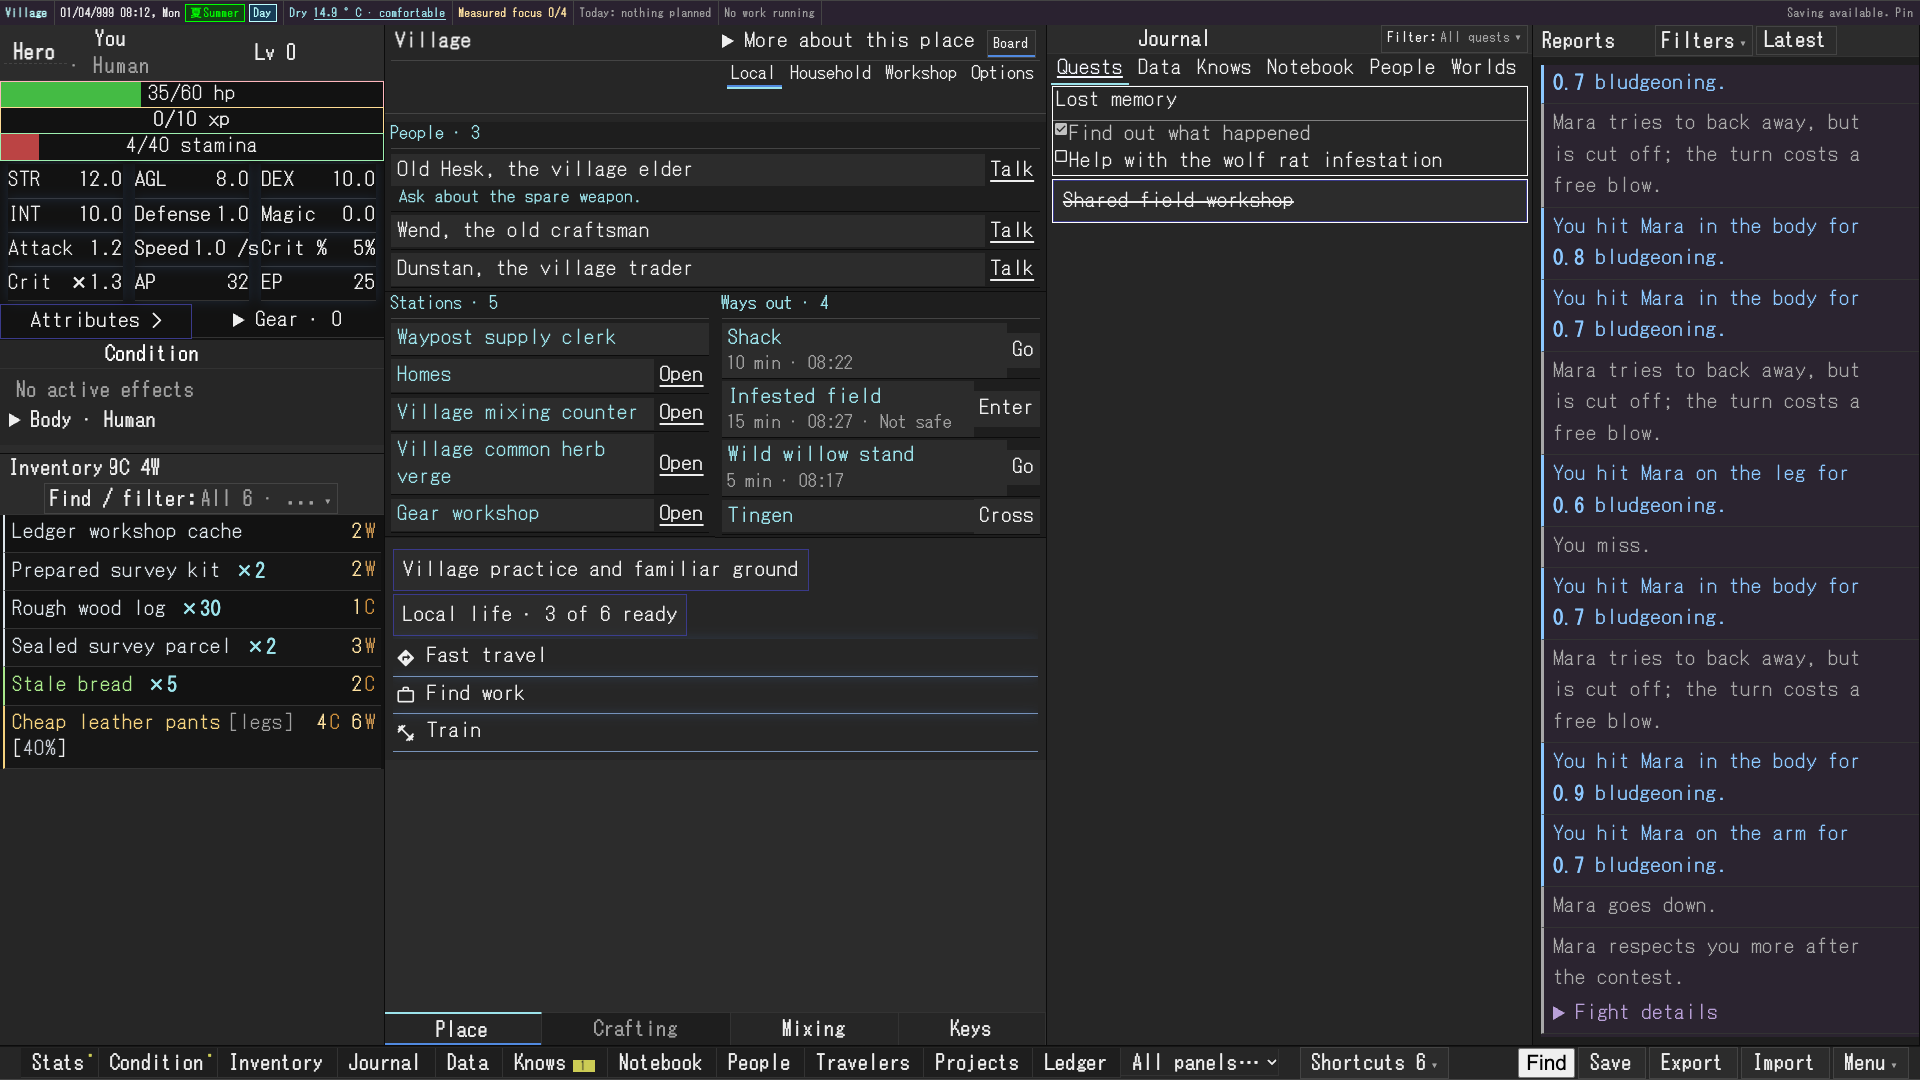 Village 01/04/999 08:12, Mon 夏Summer Day Dry 14.9 ° C · comfortable Measured focus 0/4 Today: nothing planned No work running Saving available. Pin
Hero · You Human Lv 0
35/60 hp
0/10 xp
4/40 stamina
STR 12.0 AGL 8.0 DEX 10.0
INT 10.0 Defense 1.0 Magic 0.0
Attack 1.2 Speed 1.0 /s Crit % 5%
Crit ×1.3 AP 32 EP 25
Attributes > ▶ Gear · 0
Condition
No active effects
▶ Body · Human
Inventory 9C 4W
Find / filter: All 6 · ... ▾
Ledger workshop cache 2W
Prepared survey kit ×2 2W
Rough wood log ×30 1C
Sealed survey parcel ×2 3W
Stale bread ×5 2C
Cheap leather pants [legs] 4C 6W
[40%]
Village ▶ More about this place Board
Local Household Workshop Options
People · 3
Old Hesk, the village elder Talk
Ask about the spare weapon.
Wend, the old craftsman Talk
Dunstan, the village trader Talk
Stations · 5
Waypost supply clerk
Homes Open
Village mixing counter Open
Village common herb
verge Open
Gear workshop Open
Ways out · 4
Shack
10 min · 08:22 Go
Infested field
15 min · 08:27 · Not safe Enter
Wild willow stand
5 min · 08:17 Go
Tingen Cross
Village practice and familiar ground
Local life · 3 of 6 ready
Fast travel
Find work
Train
Place Crafting Mixing Keys
Journal Filter: All quests ▾
Quests Data Knows Notebook People Worlds
Lost memory
Find out what happened
Help with the wolf rat infestation
Shared field workshop
Reports Filters ▾ Latest
0.7 bludgeoning.
Mara tries to back away, but
is cut off; the turn costs a
free blow.
You hit Mara in the body for
0.8 bludgeoning.
You hit Mara in the body for
0.7 bludgeoning.
Mara tries to back away, but
is cut off; the turn costs a
free blow.
You hit Mara on the leg for
0.6 bludgeoning.
You miss.
You hit Mara in the body for
0.7 bludgeoning.
Mara tries to back away, but
is cut off; the turn costs a
free blow.
You hit Mara in the body for
0.9 bludgeoning.
You hit Mara on the arm for
0.7 bludgeoning.
Mara goes down.
Mara respects you more after
the contest.
▶ Fight details
Stats Condition Inventory Journal Data Knows 1 Notebook People Travelers Projects Ledger All panels… Shortcuts 6 ▾ Find Save Export Import Menu ▾